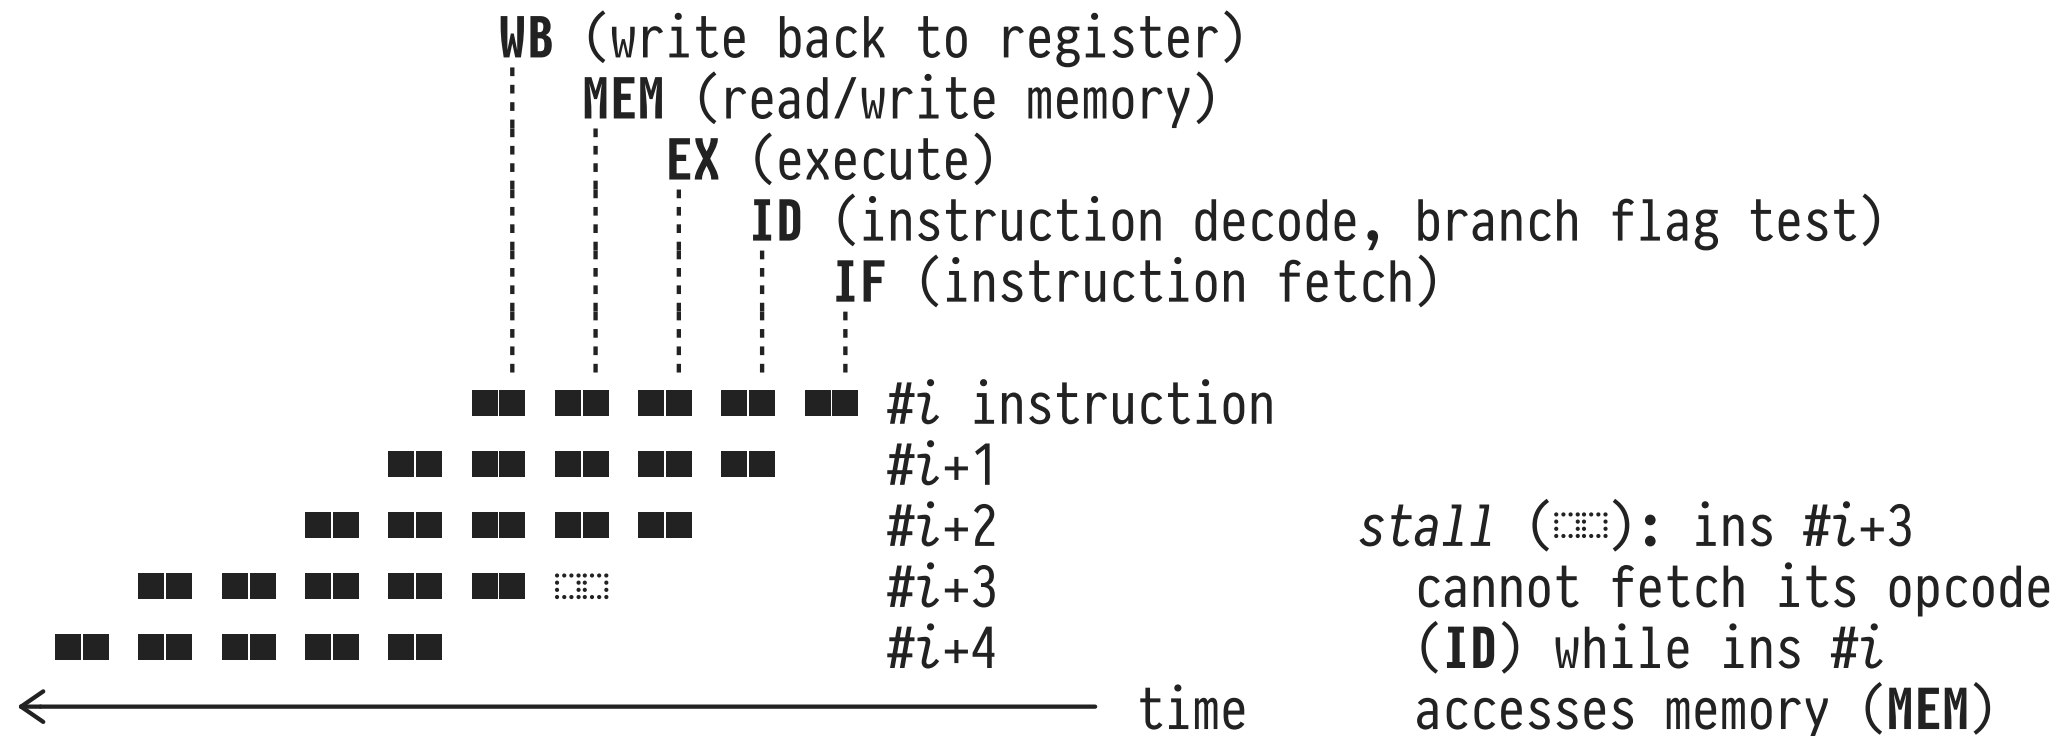 WB (write back to register)
MEM (read/write memory)
EX (execute)
ID (instruction decode, branch flag test)
IF (instruction fetch)
#i instruction
#i+1
#i+2
#i+3
#i+4
time
stall (): ins #i+3
cannot fetch its opcode
(ID) while ins #i
accesses memory (MEM)